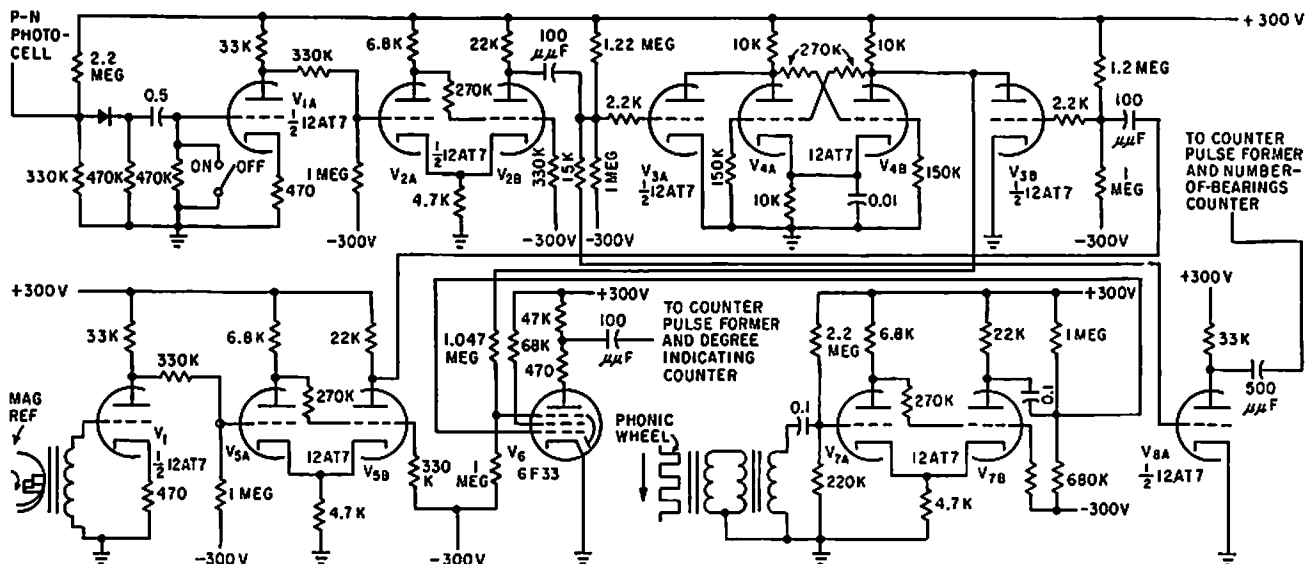 P-N
PHOTO-
CELL
2.2
MEG
33K
330K
6.8K
22K
100
μμF
1.22 MEG
10K
270K
10K
+300V
1.2 MEG
0.5
V1A
1/2 12AT7
270K
2.2K
2.2K
100
μμF
TO COUNTER
PULSE FORMER
AND NUMBER-
OF-BEARINGS
COUNTER
330K
470K
470K
ON
OFF
470
1 MEG
V2A
1/2 12AT7
V2B
4.7K
330K
15K
1 MEG
V3A
1/2 12AT7
150K
V4A
12AT7
V4B
10K
0.01
150K
V3B
1/2 12AT7
1
MEG
-300V
-300V
-300V
-300V
+300V
33K
330K
6.8K
22K
270K
1.047
MEG
68K
47K
+300V
100
μμF
470
TO COUNTER
PULSE FORMER
AND DEGREE
INDICATING
COUNTER
2.2
MEG
6.8K
22K
1 MEG
+300V
33K
500
μμF
MAG
REF
V1
1/2 12AT7
470
V5A
12AT7
V5B
1 MEG
4.7K
330
K
1
MEG
V6
6F33
PHONIC
WHEEL
0.1
270K
0.1
V7A
12AT7
V7B
220K
4.7K
680K
V8A
1/2 12AT7
-300V
-300V
-300V